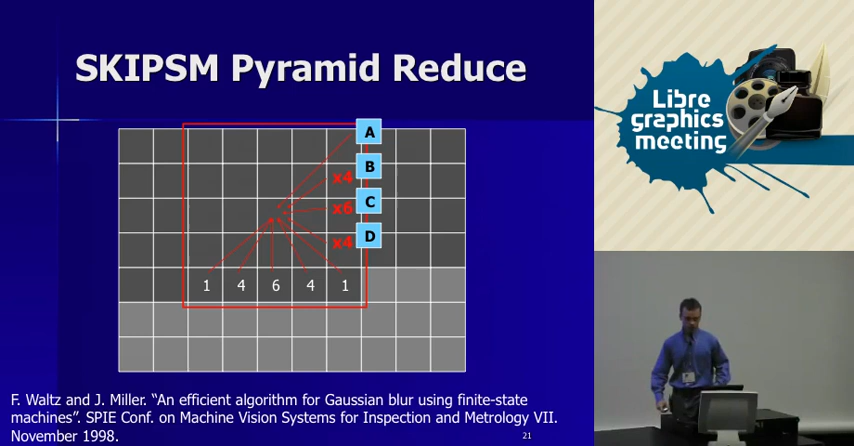 SKIPSM Pyramid Reduce
A
B
x4
x6
C
D
x4
1 4 6 4 1
F. Waltz and J. Miller. “An efficient algorithm for Gaussian blur using finite-state
machines”. SPIE Conf. on Machine Vision Systems for Inspection and Metrology VII.
November 1998.
21
Libre
graphics
meeting